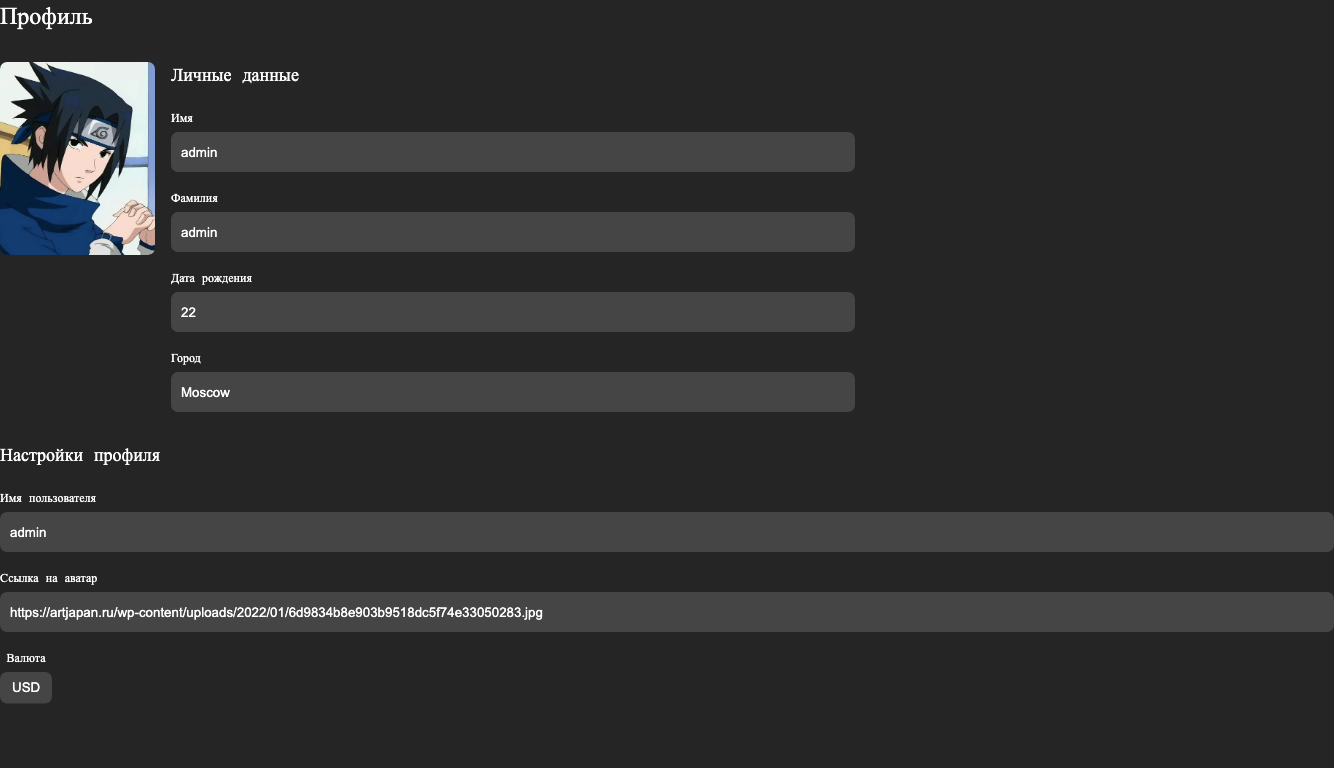 Профиль
Личные данные
Имя
admin
Фамилия
admin
Дата рождения
22
Город
Moscow
Настройки профиля
Имя пользователя
admin
Ссылка на аватар
https://artjapan.ru/wp-content/uploads/2022/01/6d9834b8e903b9518dc5f74e33050283.jpg
Валюта
USD